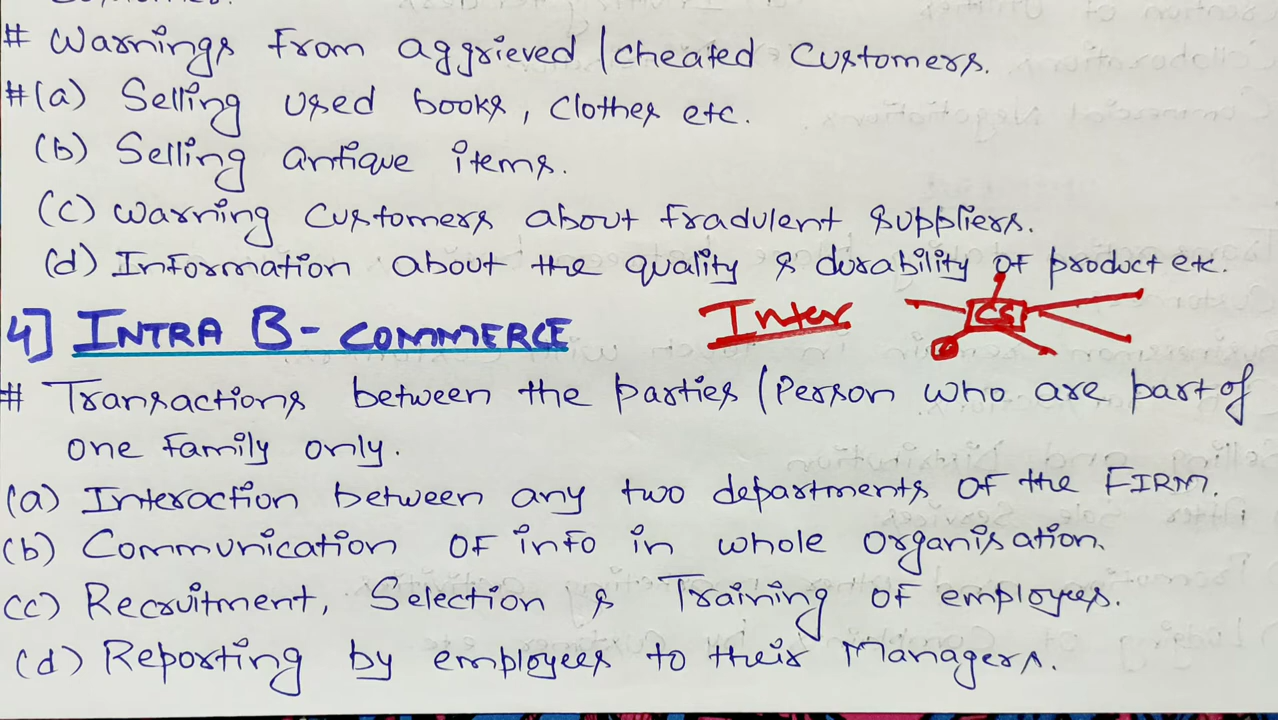 # Warnings from aggrieved / cheated Customers.
#(a) Selling used books, clothes etc.
(b) Selling antique items.
(c) Warning Customers about fradulent suppliers.
(d) Information about the quality & durability of product etc.
4] INTRA B-COMMERCE Inter CS
# Transactions between the parties (Person who are part of
one family only.
(a) Interaction between any two departments of the FIRM.
(b) Communication of info in whole organisation.
(c) Recruitment, Selection & Training of employees.
(d) Reporting by employees to their Managers.